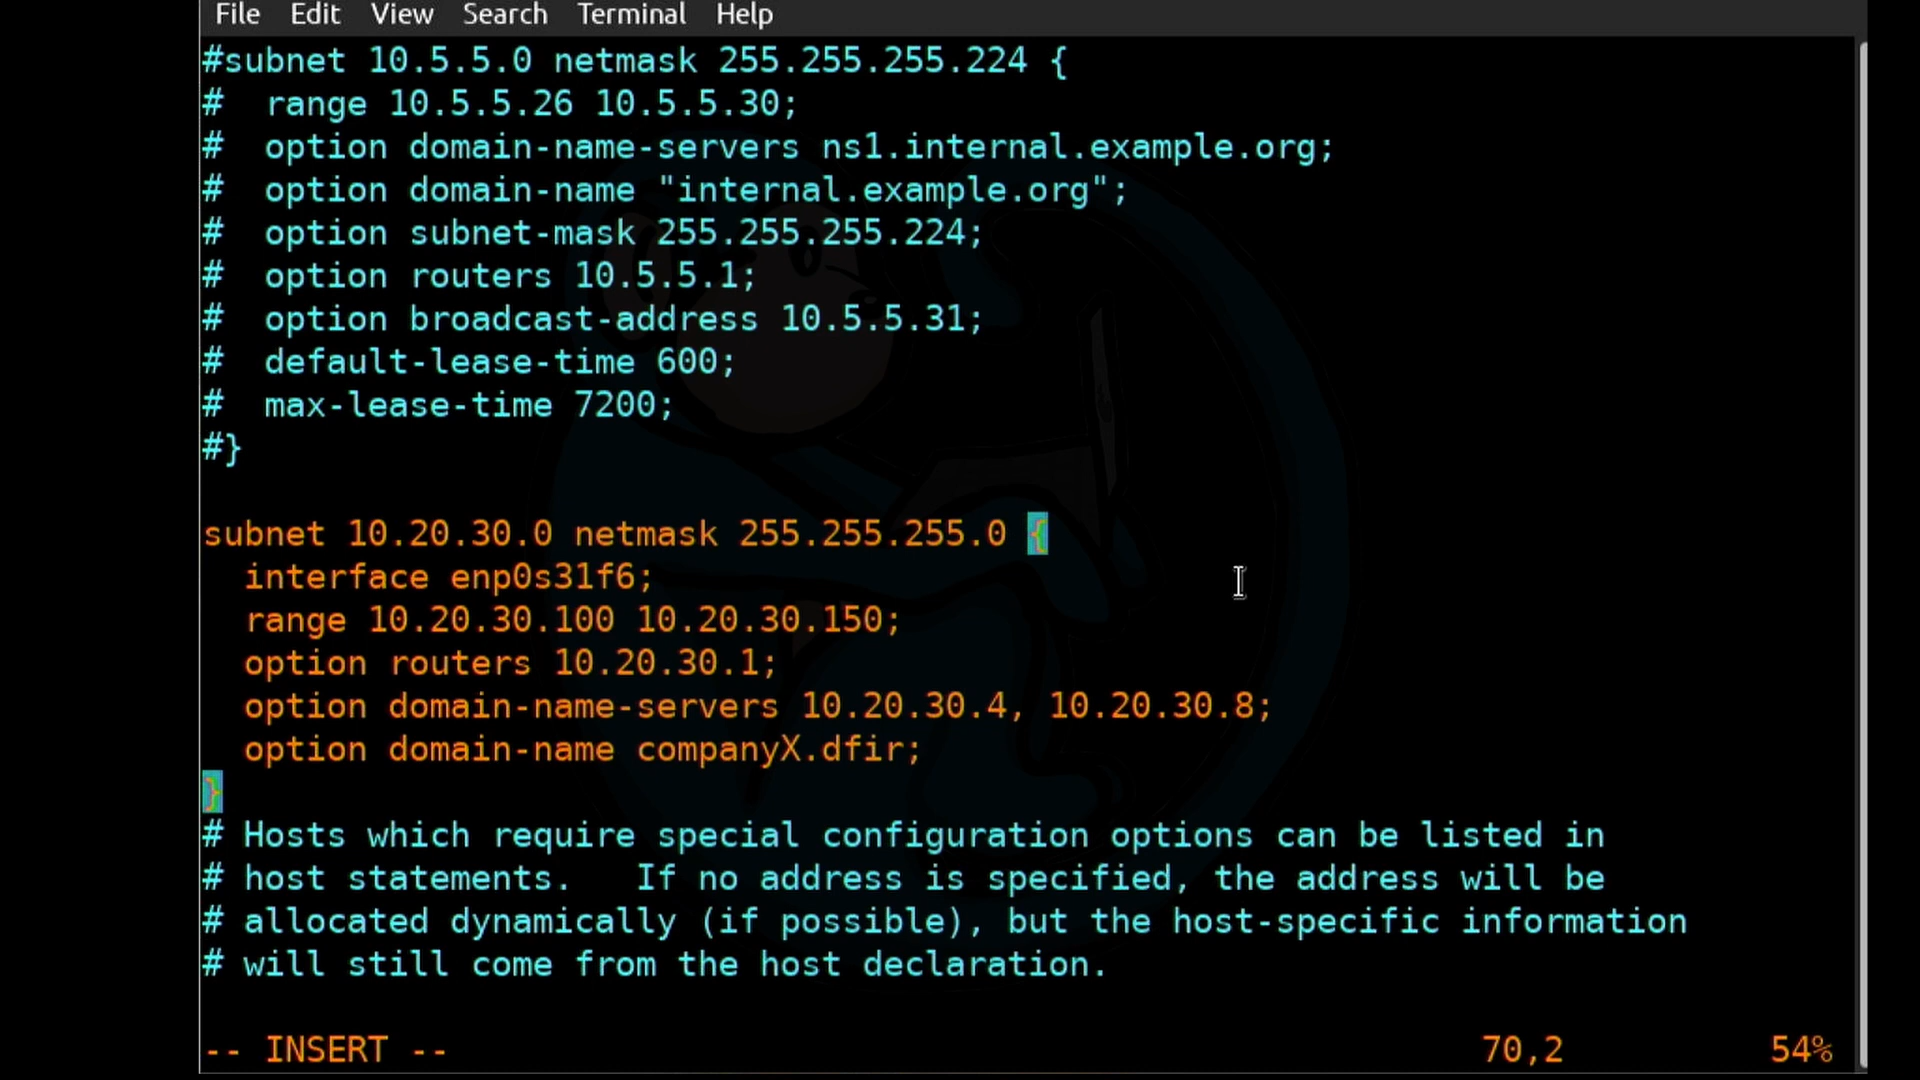 File Edit View Search Terminal Help
#subnet 10.5.5.0 netmask 255.255.255.224 {
#  range 10.5.5.26 10.5.5.30;
#  option domain-name-servers ns1.internal.example.org;
#  option domain-name "internal.example.org";
#  option subnet-mask 255.255.255.224;
#  option routers 10.5.5.1;
#  option broadcast-address 10.5.5.31;
#  default-lease-time 600;
#  max-lease-time 7200;
#}
subnet 10.20.30.0 netmask 255.255.255.0 {
  interface enp0s31f6;
  range 10.20.30.100 10.20.30.150;
  option routers 10.20.30.1;
  option domain-name-servers 10.20.30.4, 10.20.30.8;
  option domain-name companyX.dfir;
}
# Hosts which require special configuration options can be listed in
# host statements.   If no address is specified, the address will be
# allocated dynamically (if possible), but the host-specific information
# will still come from the host declaration.
-- INSERT -- 70,2 54%